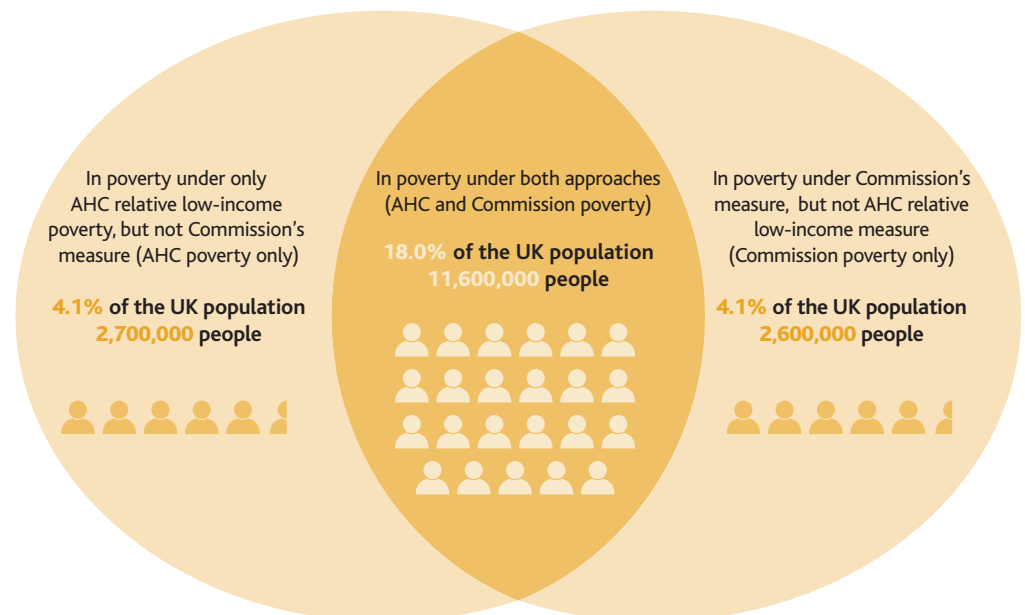 In poverty under only
AHC relative low-income
poverty, but not Commission's
measure (AHC poverty only)
4.1% of the UK population
2,700,000 people
In poverty under both approaches
(AHC and Commission poverty)
18.0% of the UK population
11,600,000 people
In poverty under Commission's
measure, but not AHC relative
low-income measure
(Commission poverty only)
4.1% of the UK population
2,600,000 people